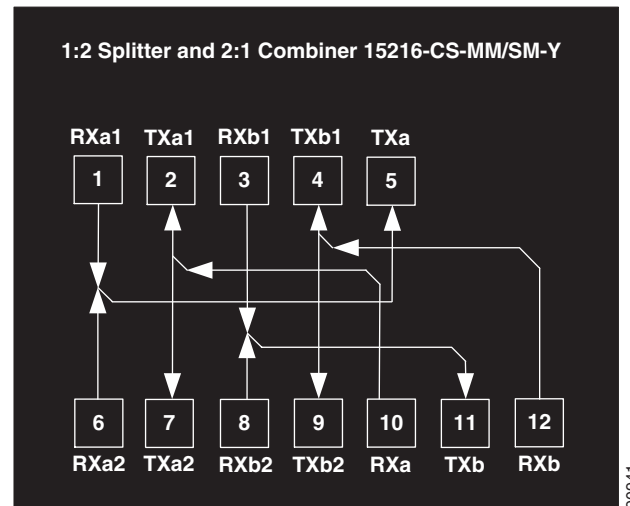 1:2 Splitter and 2:1 Combiner 15216-CS-MM/SM-Y
RXa1 TXa1 RXb1 TXb1 TXa
1 2 3 4 5
6 7 8 9 10 11 12
RXa2 TXa2 RXb2 TXb2 RXa TXb RXb